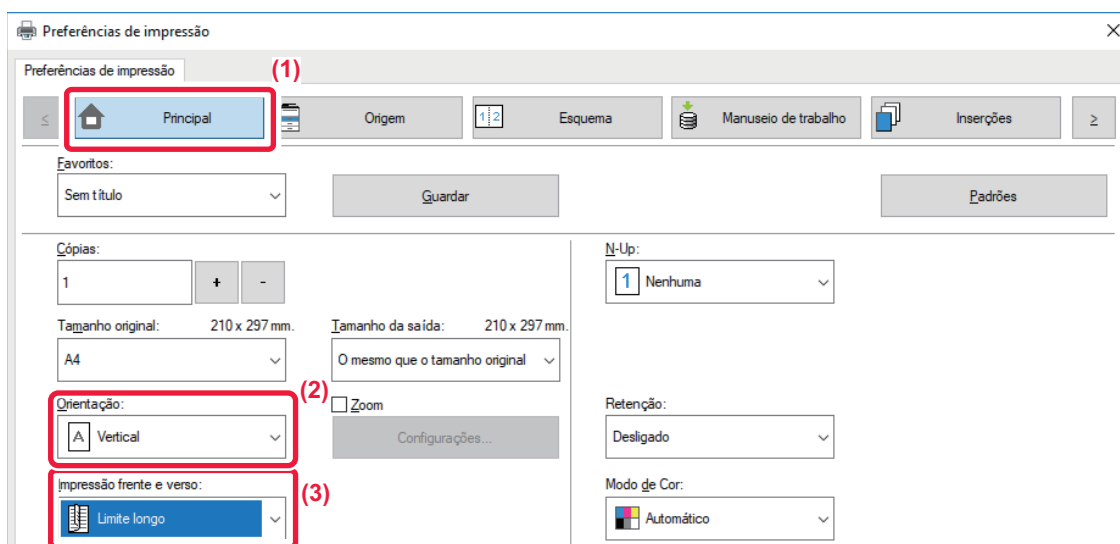 Preferências de impressão
Preferências de impressão
(1)
<
Principal
Origem
1 2
Esquema
Manuseio de trabalho
Inserções
>
Favoritos:
Sem título
Guardar
Padrões
Cópias:
1
+
-
N-Up:
1 Nenhuma
Tamanho original: 210 x 297 mm.
A4
Tamanho da saída: 210 x 297 mm.
O mesmo que o tamanho original
(2)
Orientação:
A Vertical
Zoom
Configurações...
Retenção:
Desligado
(3)
Impressão frente e verso:
Limite longo
Modo de Cor:
Automático